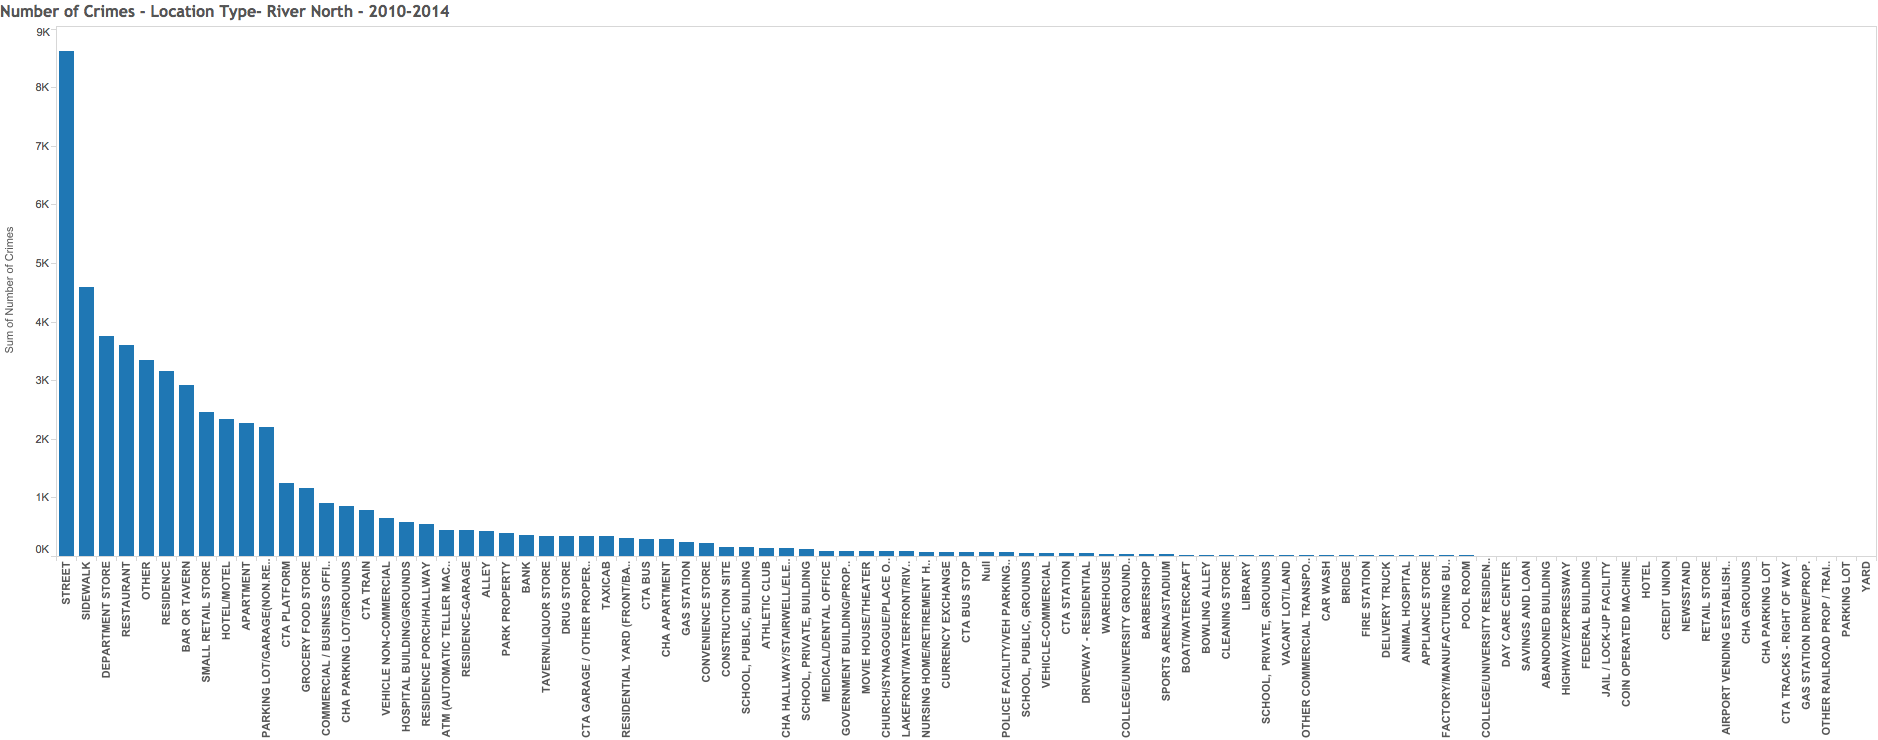 Number of Crimes - Location Type- River North - 2010-2014
Sum of Number of Crimes
9K
8K
7K
6K
5K
4K
3K
2K
1K
0K
STREET
SIDEWALK
DEPARTMENT STORE
RESTAURANT
OTHER
RESIDENCE
BAR OR TAVERN
SMALL RETAIL STORE
HOTEL/MOTEL
APARTMENT
PARKING LOT/GARAGE(NON.RE..
CTA PLATFORM
GROCERY FOOD STORE
COMMERCIAL / BUSINESS OFFI..
CHA PARKING LOT/GROUNDS
CTA TRAIN
VEHICLE NON-COMMERCIAL
HOSPITAL BUILDING/GROUNDS
RESIDENCE PORCH/HALLWAY
ATM (AUTOMATIC TELLER MAC..
RESIDENCE-GARAGE
ALLEY
PARK PROPERTY
BANK
TAVERN/LIQUOR STORE
DRUG STORE
CTA GARAGE / OTHER PROPER..
TAXICAB
RESIDENTIAL YARD (FRONT/BA..
CTA BUS
CHA APARTMENT
GAS STATION
CONVENIENCE STORE
CONSTRUCTION SITE
SCHOOL, PUBLIC, BUILDING
ATHLETIC CLUB
CHA HALLWAY/STAIRWELL/ELE..
SCHOOL, PRIVATE, BUILDING
MEDICAL/DENTAL OFFICE
GOVERNMENT BUILDING/PROP..
MOVIE HOUSE/THEATER
CHURCH/SYNAGOGUE/PLACE O..
LAKEFRONT/WATERFRONT/RIV..
NURSING HOME/RETIREMENT H..
CURRENCY EXCHANGE
CTA BUS STOP
Null
POLICE FACILITY/VEH PARKING..
SCHOOL, PUBLIC, GROUNDS
VEHICLE-COMMERCIAL
CTA STATION
DRIVEWAY - RESIDENTIAL
WAREHOUSE
COLLEGE/UNIVERSITY GROUND..
BARBERSHOP
SPORTS ARENA/STADIUM
BOAT/WATERCRAFT
BOWLING ALLEY
CLEANING STORE
LIBRARY
SCHOOL, PRIVATE, GROUNDS
VACANT LOT/LAND
OTHER COMMERCIAL TRANSPO..
CAR WASH
BRIDGE
FIRE STATION
DELIVERY TRUCK
ANIMAL HOSPITAL
APPLIANCE STORE
FACTORY/MANUFACTURING BU..
POOL ROOM
COLLEGE/UNIVERSITY RESIDEN..
DAY CARE CENTER
SAVINGS AND LOAN
ABANDONED BUILDING
HIGHWAY/EXPRESSWAY
FEDERAL BUILDING
JAIL / LOCK-UP FACILITY
COIN OPERATED MACHINE
HOTEL
CREDIT UNION
NEWSSTAND
RETAIL STORE
AIRPORT VENDING ESTABLISH..
CHA GROUNDS
CHA PARKING LOT
CTA TRACKS - RIGHT OF WAY
GAS STATION DRIVE/PROP.
OTHER RAILROAD PROP / TRAI..
PARKING LOT
YARD